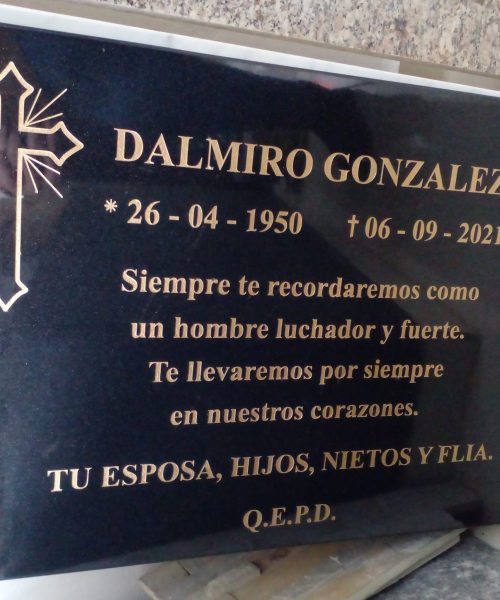 DALMIRO GONZALEZ
* 26 - 04 - 1950 † 06 - 09 - 2021
Siempre te recordaremos como
un hombre luchador y fuerte.
Te llevaremos por siempre
en nuestros corazones.
TU ESPOSA, HIJOS, NIETOS Y FLIA.
Q.E.P.D.